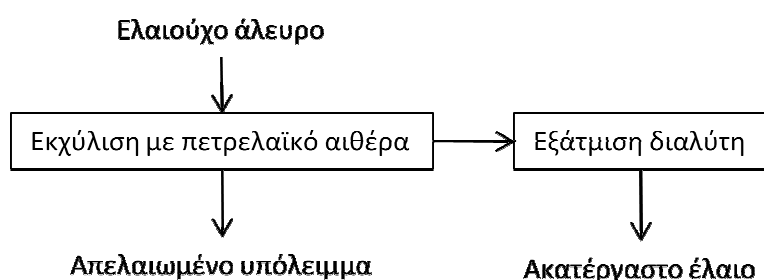 Ελαιούχο άλευρο
Εκχύλιση με πετρελαϊκό αιθέρα
Εξάτμιση διαλύτη
Απελαιωμένο υπόλειμμα
Ακατέργαστο έλαιο